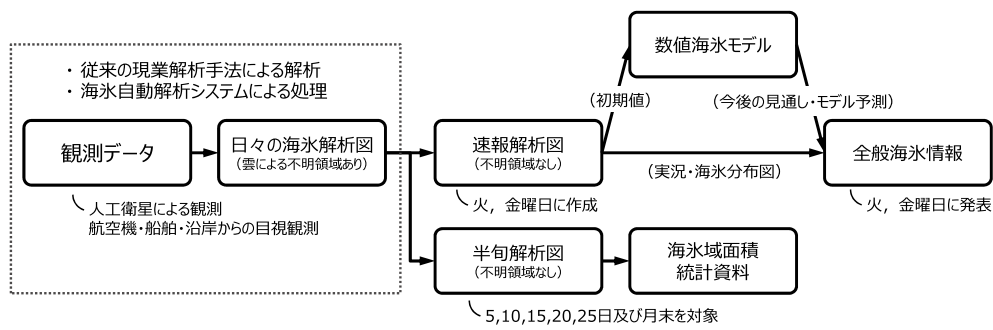 ・ 従来の現業解析手法による解析
・ 海氷自動解析システムによる処理
観測データ
人工衛星による観測
航空機・船舶・沿岸からの目視観測
日々の海氷解析図
(雲による不明領域あり)
速報解析図
(不明領域なし)
火，金曜日に作成
半旬解析図
(不明領域なし)
5,10,15,20,25日及び月末を対象
海氷域面積
統計資料
数値海氷モデル
(初期値)
(今後の見通し・モデル予測)
(実況・海氷分布図)
全般海氷情報
火，金曜日に発表